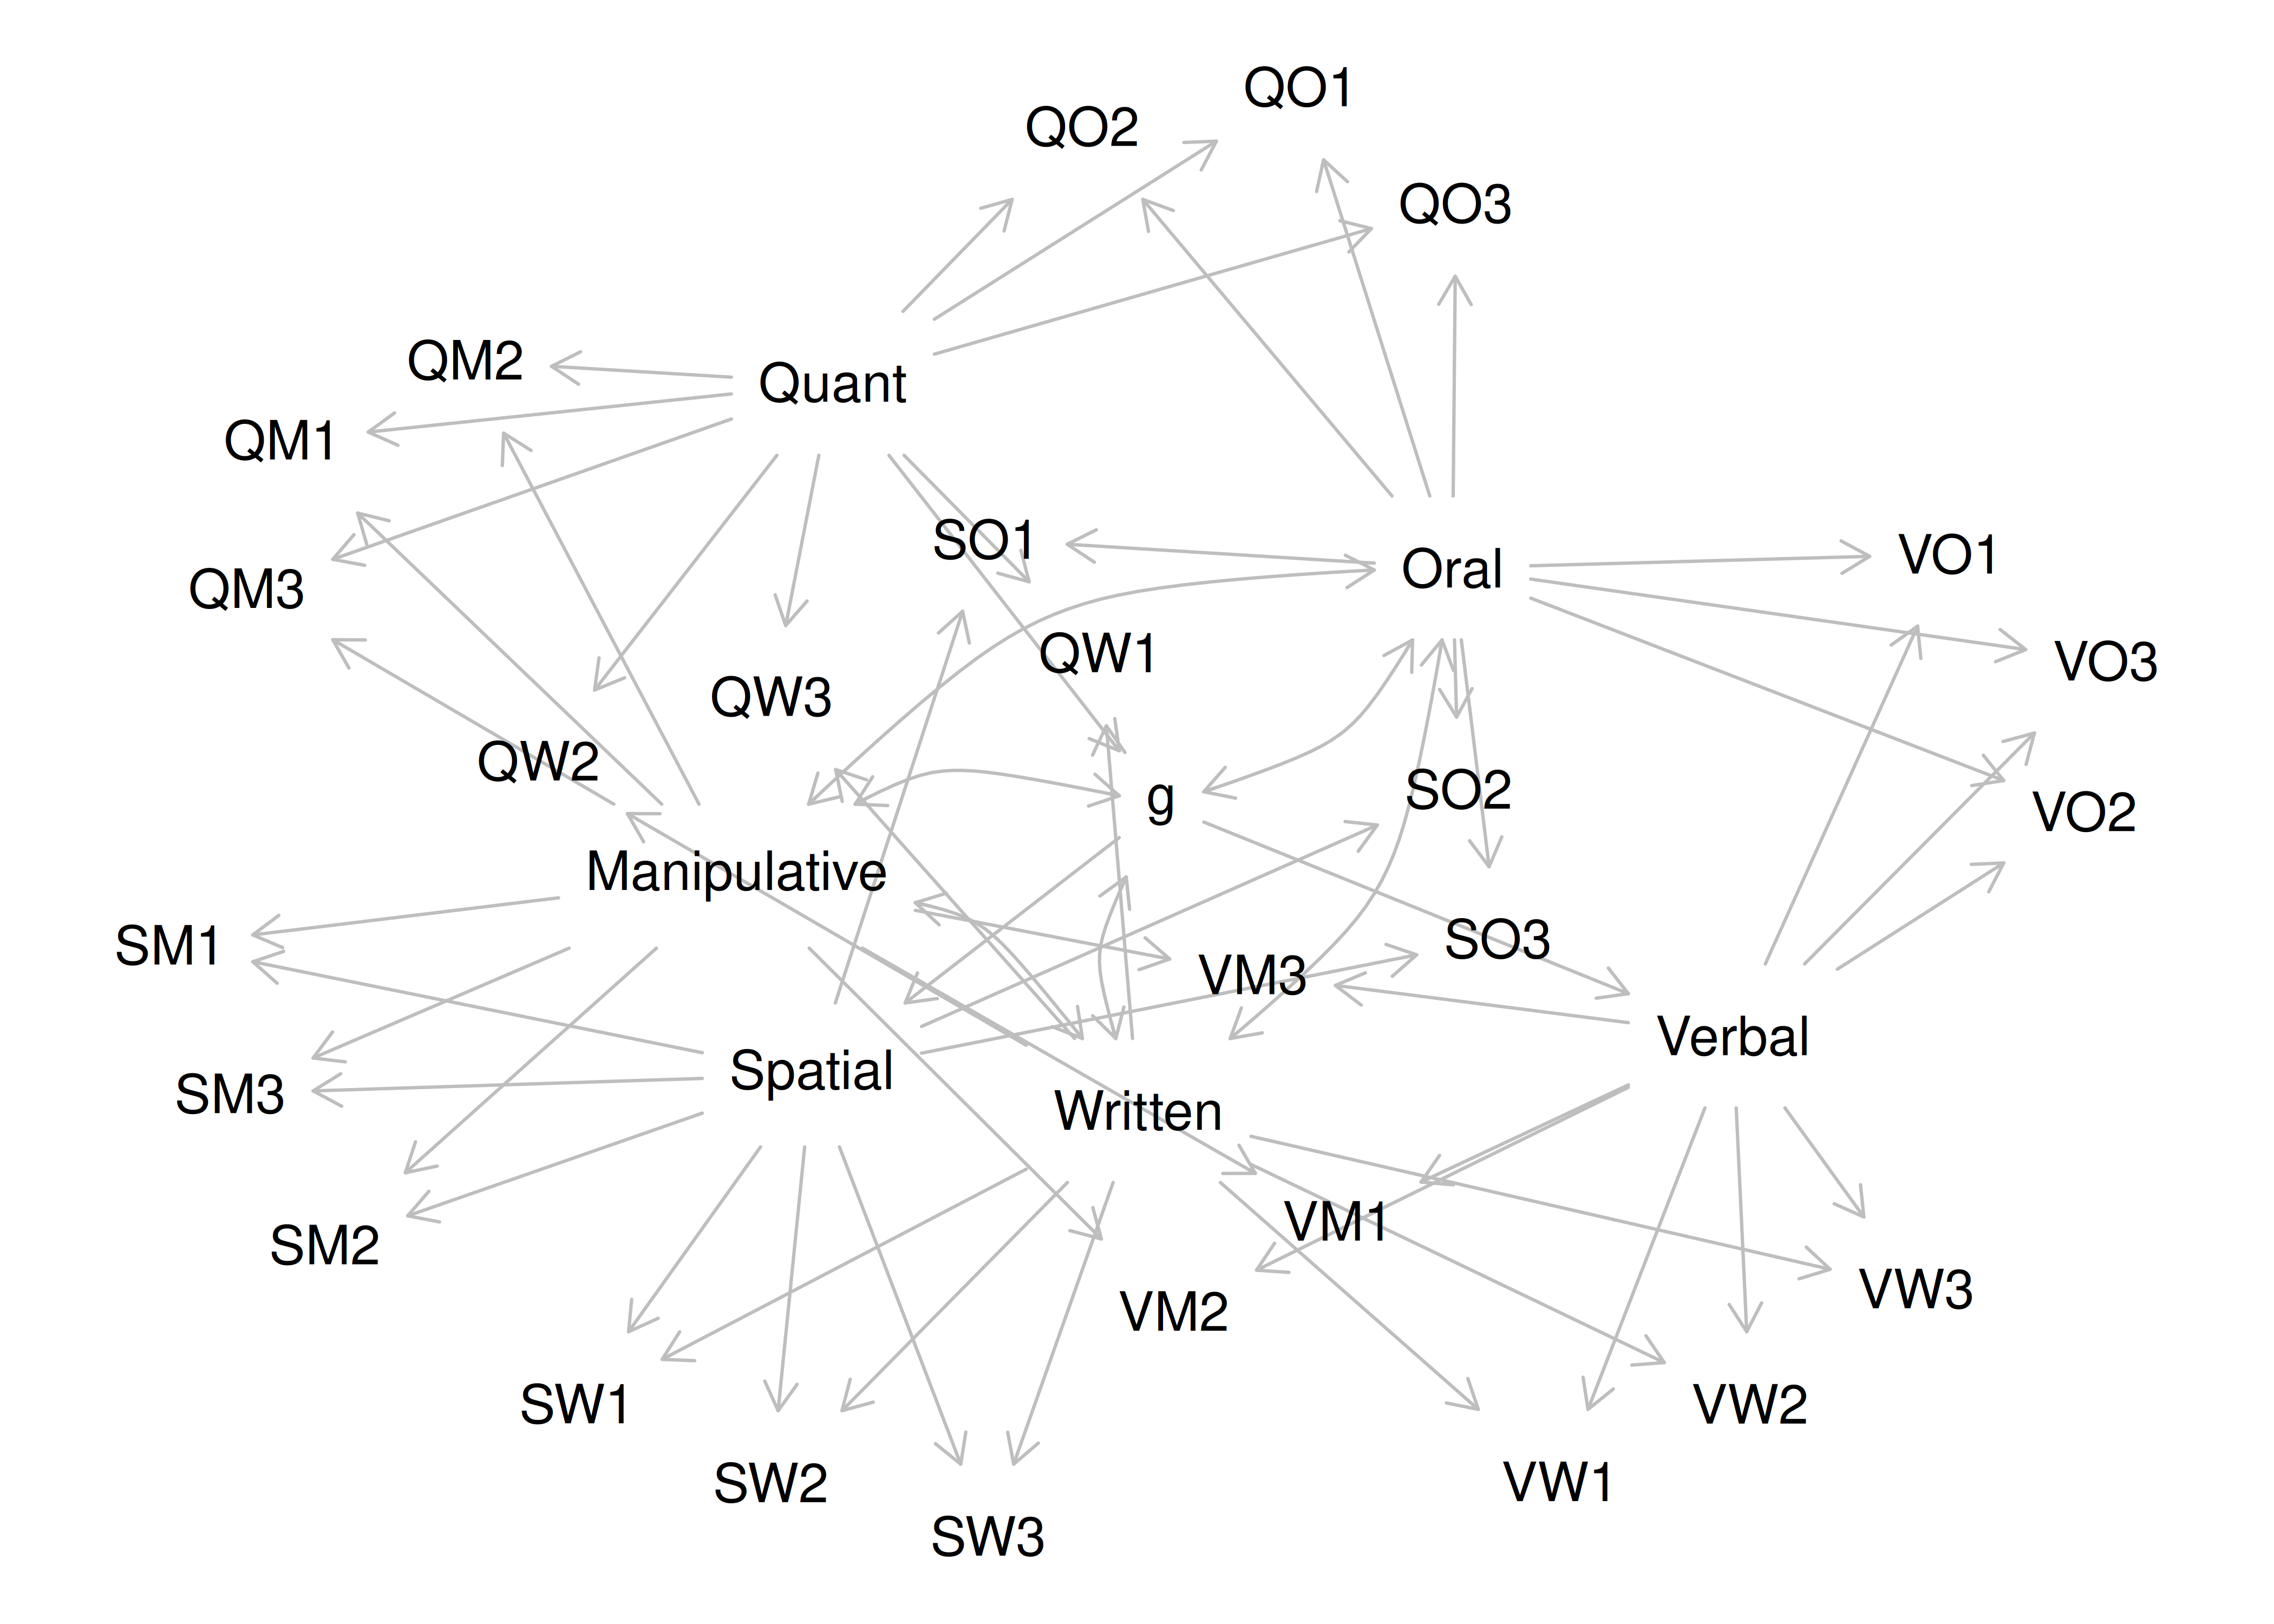 QO1
QO2
QO3
QM2
Quant
QM1
SO1
Oral
VO1
QM3
QW1
VO3
QW3
QW2
SO2
g
VO2
Manipulative
SM1
SO3
VM3
Verbal
Spatial
SM3
Written
VM1
SM2
VW3
VM2
SW1
VW2
SW2
VW1
SW3